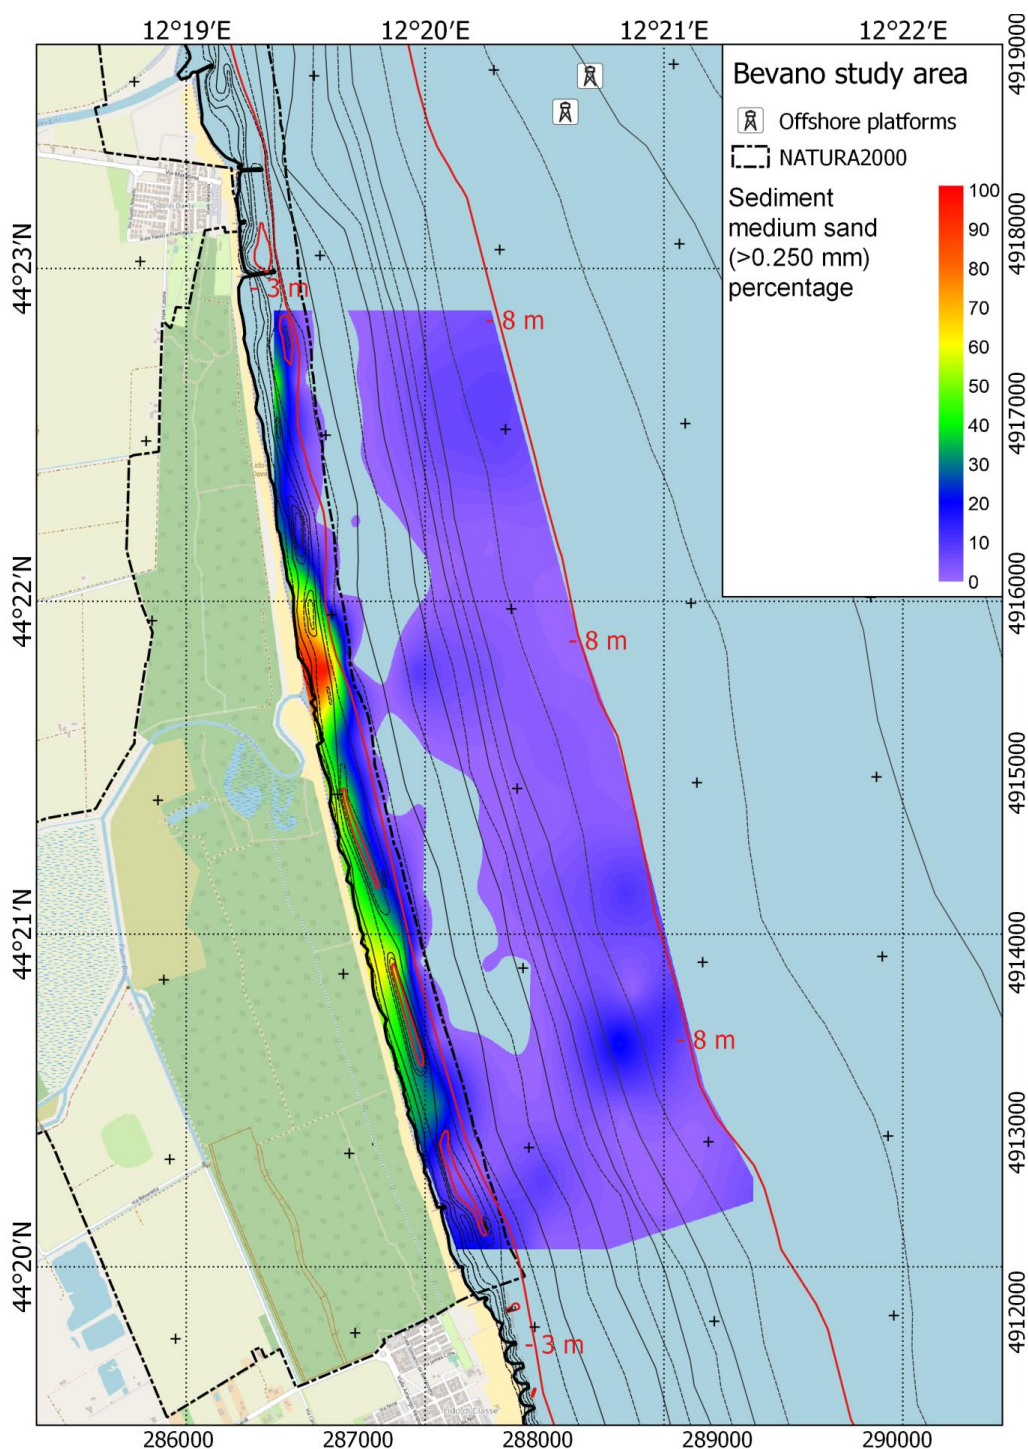 12°19′E 12°20′E 12°21′E 12°22′E
4919000
Bevano study area
Offshore platforms
NATURA2000
Sediment
medium sand
(>0.250 mm)
percentage
100
90
80
70
60
50
40
30
20
10
0
4918000
44°23′N
- 3 m
- 8 m
4917000
44°22′N
4916000
- 8 m
4915000
44°21′N
4914000
- 8 m
4913000
44°20′N
4912000
- 3 m
Lido di Classe
286000 287000 288000 289000 290000